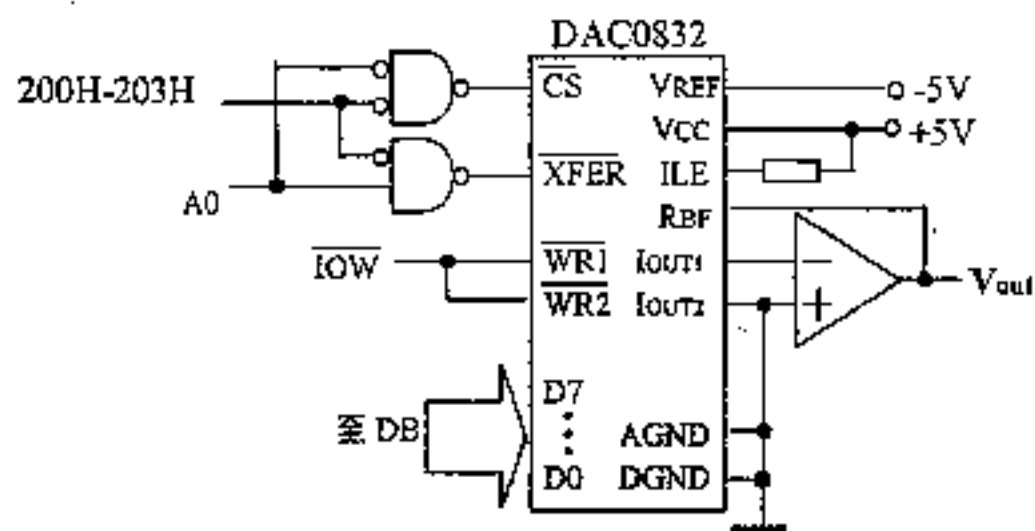 DAC0832
200H-203H
A0
IOW
至 DB
CS
XFER
WR1
WR2
D7
D0
VREF
VCC
ILE
RBF
IOUT1
IOUT2
AGND
DGND
-5V
+5V
Vout